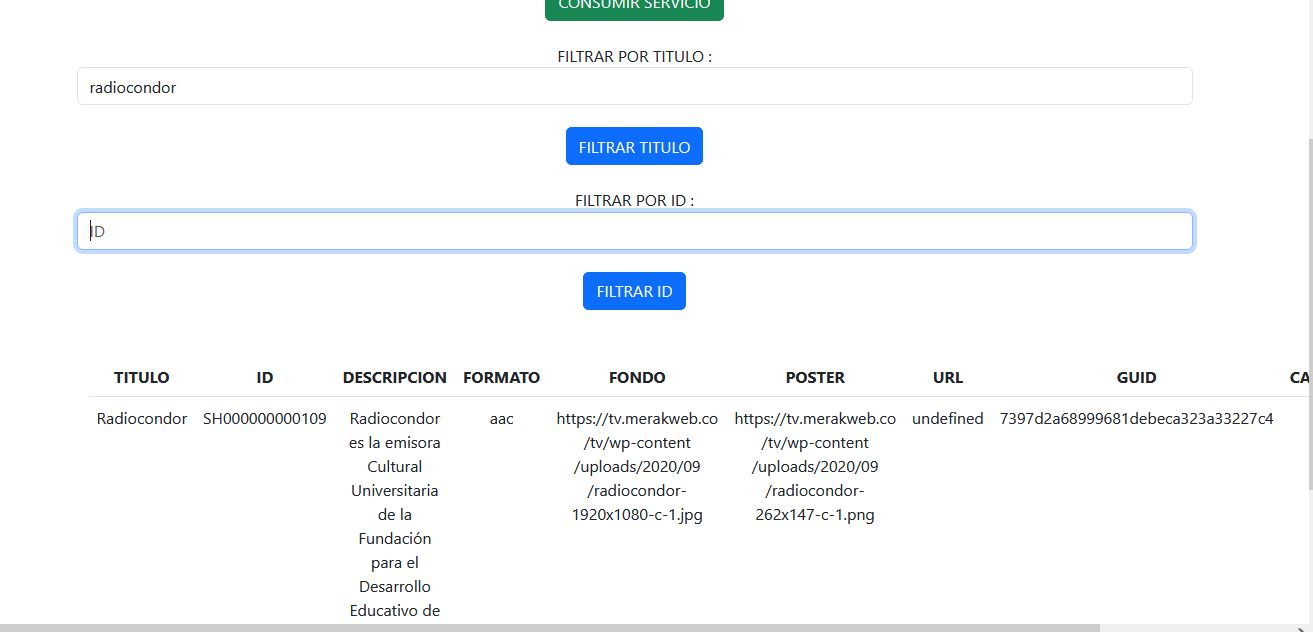 CONSUMIR SERVICIO
FILTRAR POR TITULO :
radiocondor
FILTRAR TITULO
FILTRAR POR ID :
ID
FILTRAR ID
TITULO ID DESCRIPCION FORMATO FONDO POSTER URL GUID CA
Radiocondor SH000000000109 Radiocondor aac https://tv.merakweb.co https://tv.merakweb.co undefined 7397d2a68999681debeca323a33227c4
es la emisora /tv/wp-content /tv/wp-content
Cultural /uploads/2020/09 /uploads/2020/09
Universitaria /radiocondor- /radiocondor-
de la 1920x1080-c-1.jpg 262x147-c-1.png
Fundación
para el
Desarrollo
Educativo de